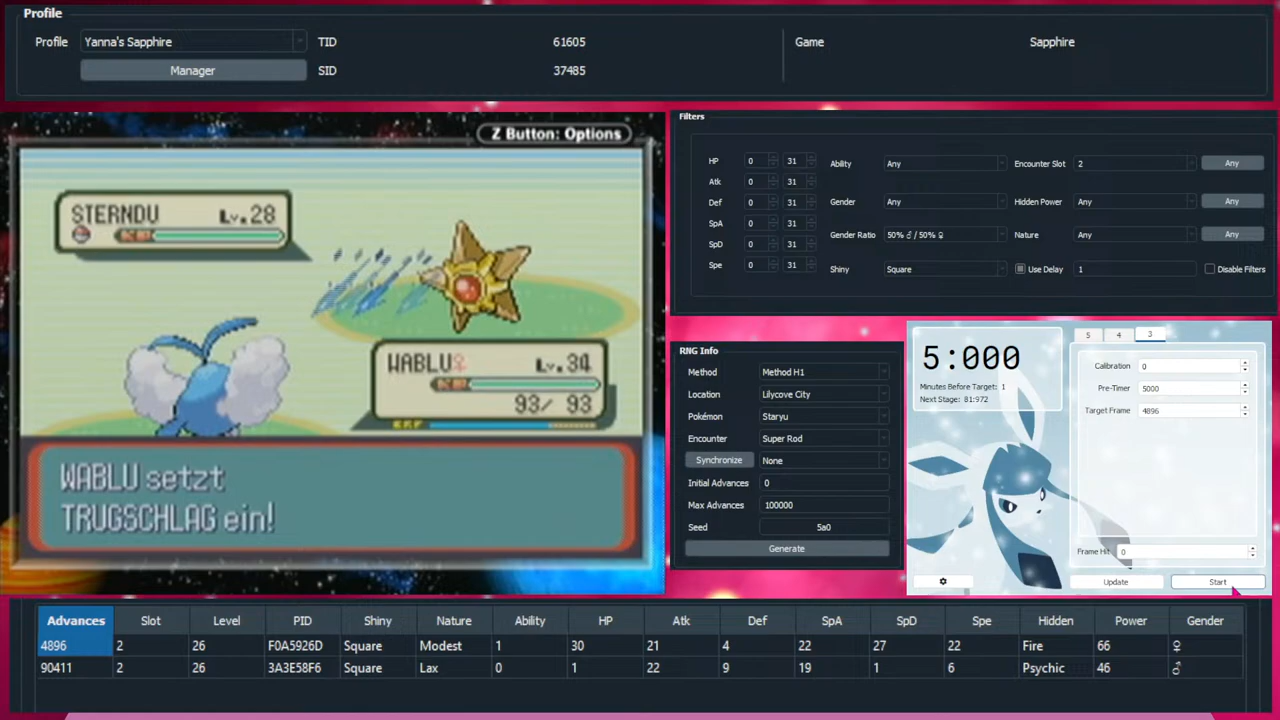 Profile
Profile Yanna's Sapphire TID 61605 Game Sapphire
Manager SID 37485
Z Button: Options
STERNDU Lv.28
HP
WABLU♀ Lv.34
HP
93/ 93
EXP
WABLU setzt
TRUGSCHLAG ein!
Filters
HP 0 31 Ability Any Encounter Slot 2 Any
Atk 0 31
Def 0 31 Gender Any Hidden Power Any Any
SpA 0 31
SpD 0 31 Gender Ratio 50% ♂ / 50% ♀ Nature Any Any
Spe 0 31 Shiny Square Use Delay 1 Disable Filters
RNG Info
Method Method H1
Location Lilycove City
Pokémon Staryu
Encounter Super Rod
Synchronize None
Initial Advances 0
Max Advances 100000
Seed 5a0
Generate
5:000
Minutes Before Target: 1
Next Stage: 81:972
5 4 3
Calibration 0
Pre-Timer 5000
Target Frame 4896
Frame Hit 0
Update Start
Advances Slot Level PID Shiny Nature Ability HP Atk Def SpA SpD Spe Hidden Power Gender
4896 2 26 F0A5926D Square Modest 1 30 21 4 22 27 22 Fire 66 ♀
90411 2 26 3A3E58F6 Square Lax 0 1 22 9 19 1 6 Psychic 46 ♂